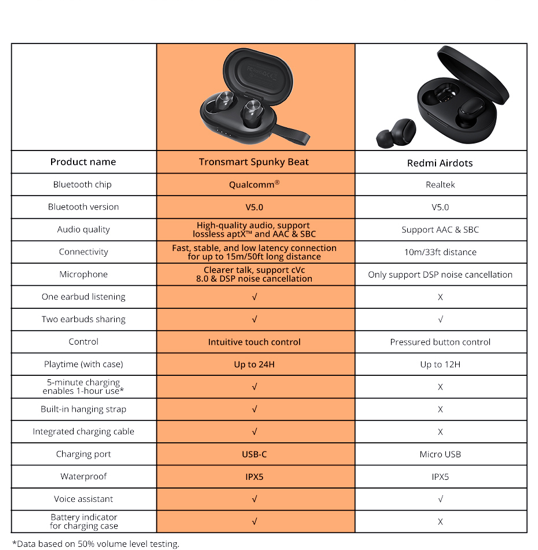 Product name Tronsmart Spunky Beat Redmi Airdots
Bluetooth chip Qualcomm® Realtek
Bluetooth version V5.0 V5.0
Audio quality High-quality audio, support lossless aptX™ and AAC & SBC Support AAC & SBC
Connectivity Fast, stable, and low latency connection for up to 15m/50ft long distance 10m/33ft distance
Microphone Clearer talk, support cVc 8.0 & DSP noise cancellation Only support DSP noise cancellation
One earbud listening √ X
Two earbuds sharing √ √
Control Intuitive touch control Pressured button control
Playtime (with case) Up to 24H Up to 12H
5-minute charging enables 1-hour use* √ X
Built-in hanging strap √ X
Integrated charging cable √ X
Charging port USB-C Micro USB
Waterproof IPX5 IPX5
Voice assistant √ √
Battery indicator for charging case √ X
*Data based on 50% volume level testing.